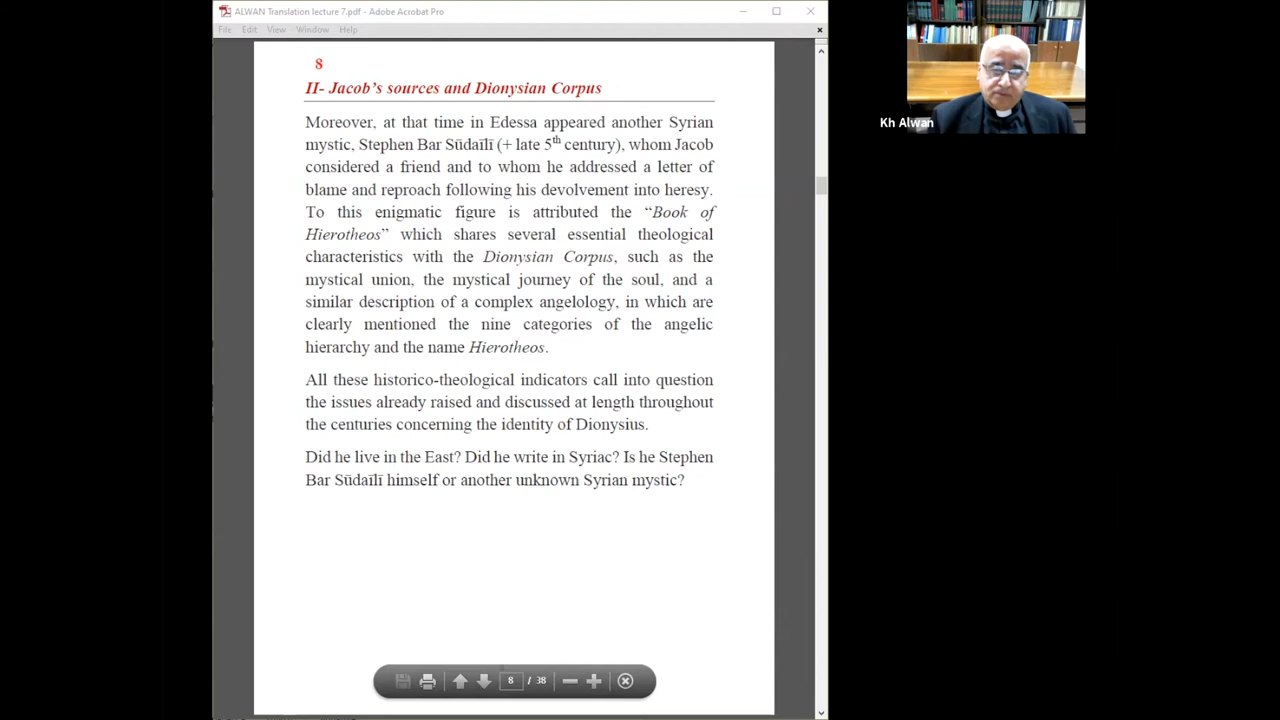 ALWAN Translation lecture 7.pdf - Adobe Acrobat Pro
File Edit View Window Help
8
II- Jacob's sources and Dionysian Corpus
Moreover, at that time in Edessa appeared another Syrian
mystic, Stephen Bar Sūdaīlī (+ late 5th century), whom Jacob
considered a friend and to whom he addressed a letter of
blame and reproach following his devolvement into heresy.
To this enigmatic figure is attributed the “Book of
Hierotheos” which shares several essential theological
characteristics with the Dionysian Corpus, such as the
mystical union, the mystical journey of the soul, and a
similar description of a complex angelology, in which are
clearly mentioned the nine categories of the angelic
hierarchy and the name Hierotheos.
All these historico-theological indicators call into question
the issues already raised and discussed at length throughout
the centuries concerning the identity of Dionysius.
Did he live in the East? Did he write in Syriac? Is he Stephen
Bar Sūdaīlī himself or another unknown Syrian mystic?
8 / 38
Kh Alwan